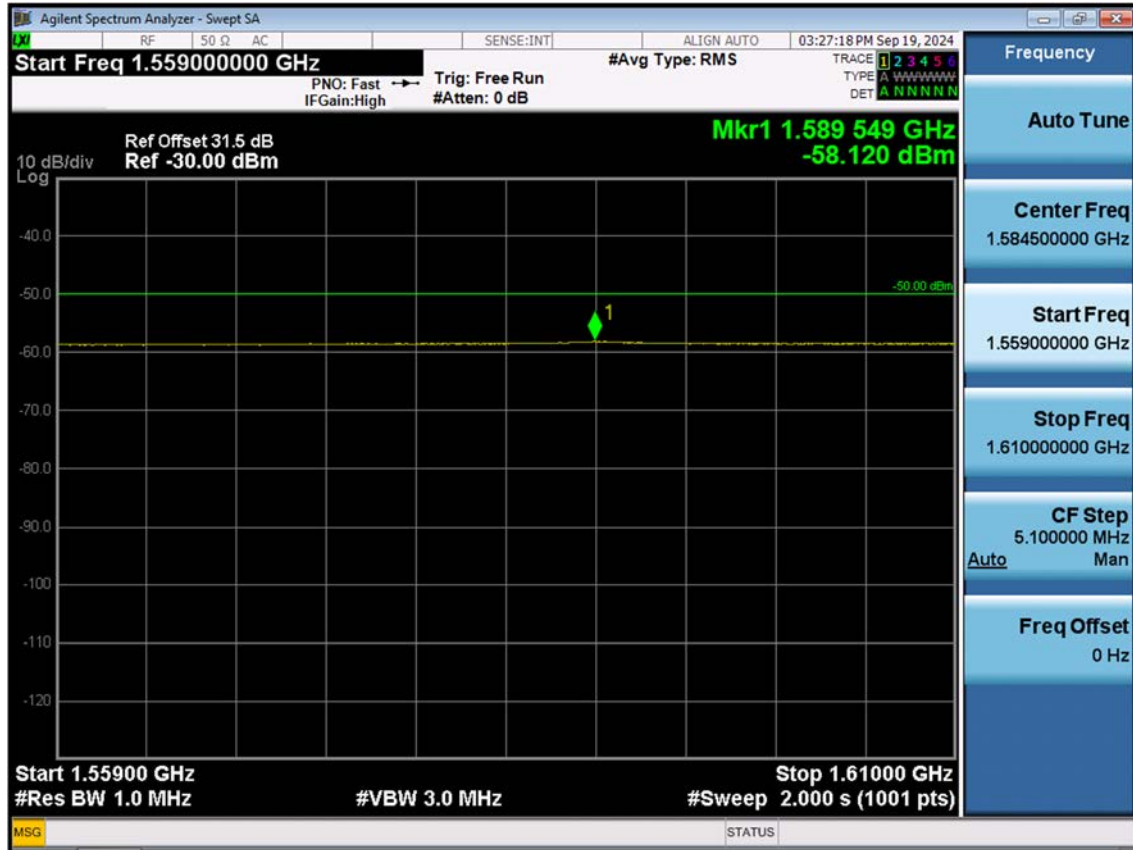 Agilent Spectrum Analyzer - Swept SA
LXI RF 50 Ω AC SENSE:INT ALIGN AUTO 03:27:18 PM Sep 19, 2024
Start Freq 1.559000000 GHz
#Avg Type: RMS
TRACE 1 2 3 4 5 6
PNO: Fast
Trig: Free Run
TYPE A WWWWW
IFGain:High
#Atten: 0 dB
DET A N N N N N
Mkr1 1.589 549 GHz
-58.120 dBm
Ref Offset 31.5 dB
10 dB/div Ref -30.00 dBm
Log
-40.0
-50.0
-50.00 dBm
1
-60.0
-70.0
-80.0
-90.0
-100
-110
-120
Start 1.55900 GHz Stop 1.61000 GHz
#Res BW 1.0 MHz #VBW 3.0 MHz #Sweep 2.000 s (1001 pts)
MSG STATUS
Frequency
Auto Tune
Center Freq
1.584500000 GHz
Start Freq
1.559000000 GHz
Stop Freq
1.610000000 GHz
CF Step
5.100000 MHz
Auto Man
Freq Offset
0 Hz